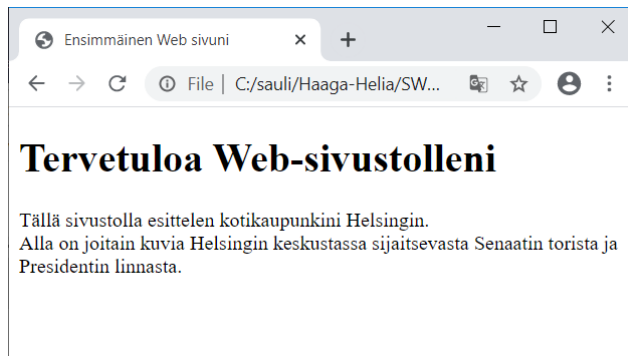 Ensimmäinen Web sivuni
File | C:/sauli/Haaga-Helia/SW...
Tervetuloa Web-sivustolleni
Tällä sivustolla esittelen kotikaupunkini Helsingin.
Alla on joitain kuvia Helsingin keskustassa sijaitsevasta Senaatin torista ja
Presidentin linnasta.